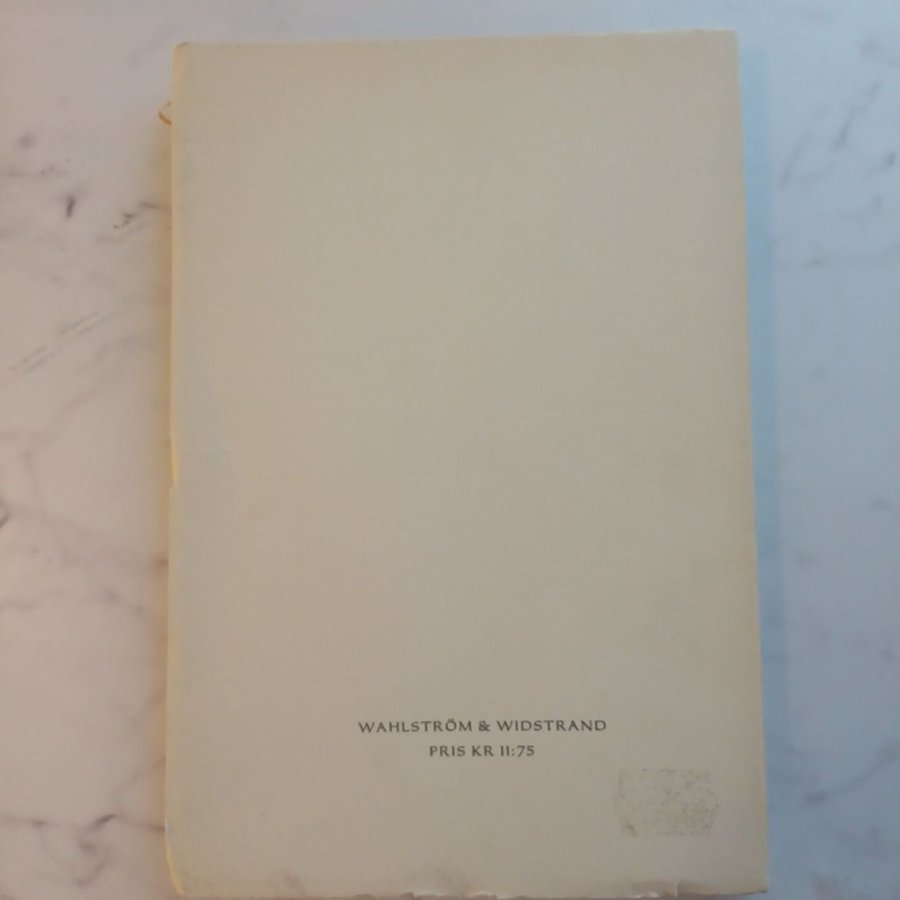 WAHLSTRÖM & WIDSTRAND
PRIS KR 11:75